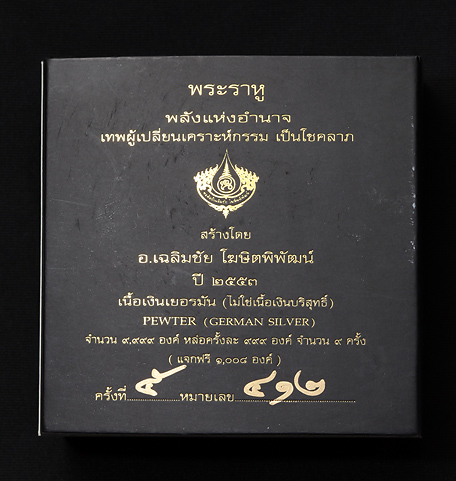 พระราหู
พลังแห่งอำนาจ
เทพผู้เปลี่ยนเคราะห์กรรม เป็นโชคลาภ
สร้างโดย
อ.เฉลิมชัย โฆษิตพิพัฒน์
ปี ๒๕๕๓
เนื้อเงินเยอรมัน (ไม่ใช่เนื้อเงินบริสุทธิ์)
PEWTER (GERMAN SILVER)
จำนวน ๙,๙๙๙ องค์ หล่อครั้งละ ๙๙๙ องค์ จำนวน ๙ ครั้ง
( แจกฟรี ๑,๐๐๘ องค์ )
ครั้งที่ ๕ หมายเลข ๔๑๒